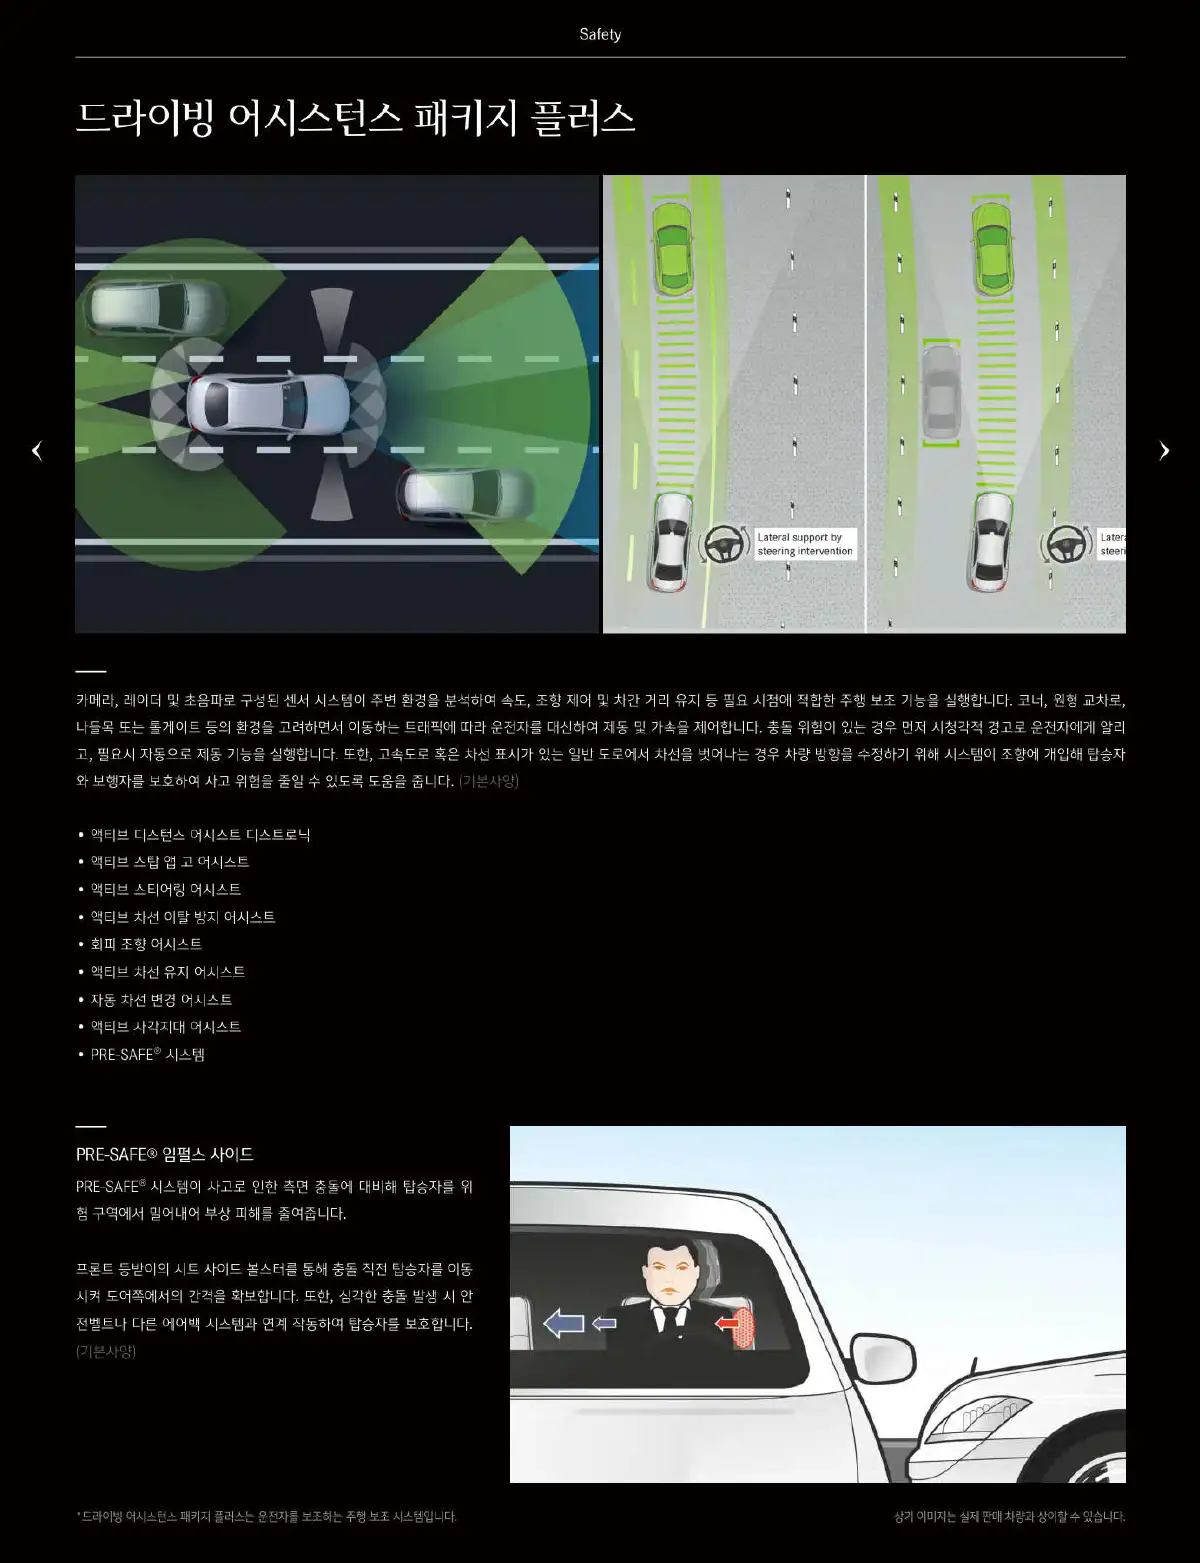 Safety
드라이빙 어시스턴스 패키지 플러스
Lateral support by
steering intervention
Latera
steeri
카메라, 레이더 및 초음파로 구성된 센서 시스템이 주변 환경을 분석하여 속도, 조향 제어 및 차간 거리 유지 등 필요 시점에 적합한 주행 보조 기능을 실행합니다. 코너, 원형 교차로,
나들목 또는 톨게이트 등의 환경을 고려하면서 이동하는 트래픽에 따라 운전자를 대신하여 제동 및 가속을 제어합니다. 충돌 위험이 있는 경우 먼저 시청각적 경고로 운전자에게 알리
고, 필요시 자동으로 제동 기능을 실행합니다. 또한, 고속도로 혹은 차선 표시가 있는 일반 도로에서 차선을 벗어나는 경우 차량 방향을 수정하기 위해 시스템이 조향에 개입해 탑승자
와 보행자를 보호하여 사고 위험을 줄일 수 있도록 도움을 줍니다. (기본사양)
• 액티브 디스턴스 어시스트 디스트로닉
• 액티브 스탑 앱 고 어시스트
• 액티브 스티어링 어시스트
• 액티브 차선 이탈 방지 어시스트
• 회피 조향 어시스트
• 액티브 차선 유지 어시스트
• 자동 차선 변경 어시스트
• 액티브 사각지대 어시스트
• PRE-SAFE® 시스템
PRE-SAFE® 임펄스 사이드
PRE-SAFE® 시스템이 사고로 인한 측면 충돌에 대비해 탑승자를 위
험 구역에서 밀어내어 부상 피해를 줄여줍니다.
프론트 등받이의 시트 사이드 볼스터를 통해 충돌 직전 탑승자를 이동
시켜 도어쪽에서의 간격을 확보합니다. 또한, 심각한 충돌 발생 시 안
전벨트나 다른 에어백 시스템과 연계 작동하여 탑승자를 보호합니다.
(기본사양)
*드라이빙 어시스턴스 패키지 플러스는 운전자를 보조하는 주행 보조 시스템입니다.
상기 이미지는 실제 판매 차량과 상이할 수 있습니다.